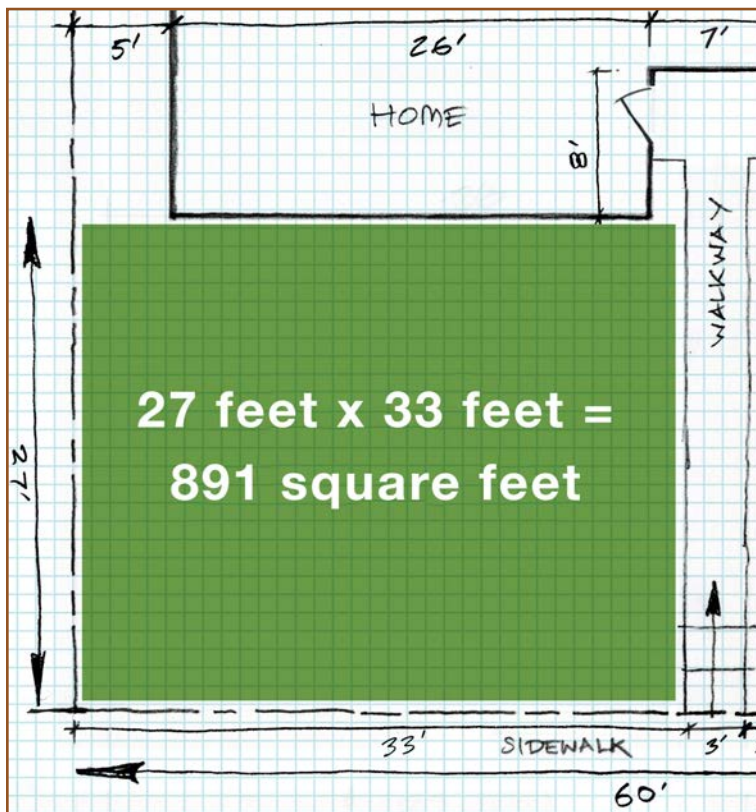 5' 26' 7'
HOME
8'
WALKWAY
27 feet x 33 feet =
891 square feet
27'
33' SIDEWALK 3'
60'